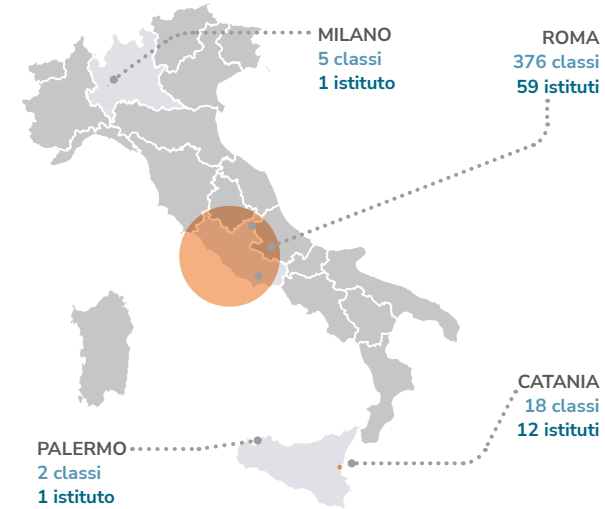 MILANO
5 classi
1 istituto
ROMA
376 classi
59 istituti
CATANIA
18 classi
12 istituti
PALERMO
2 classi
1 istituto